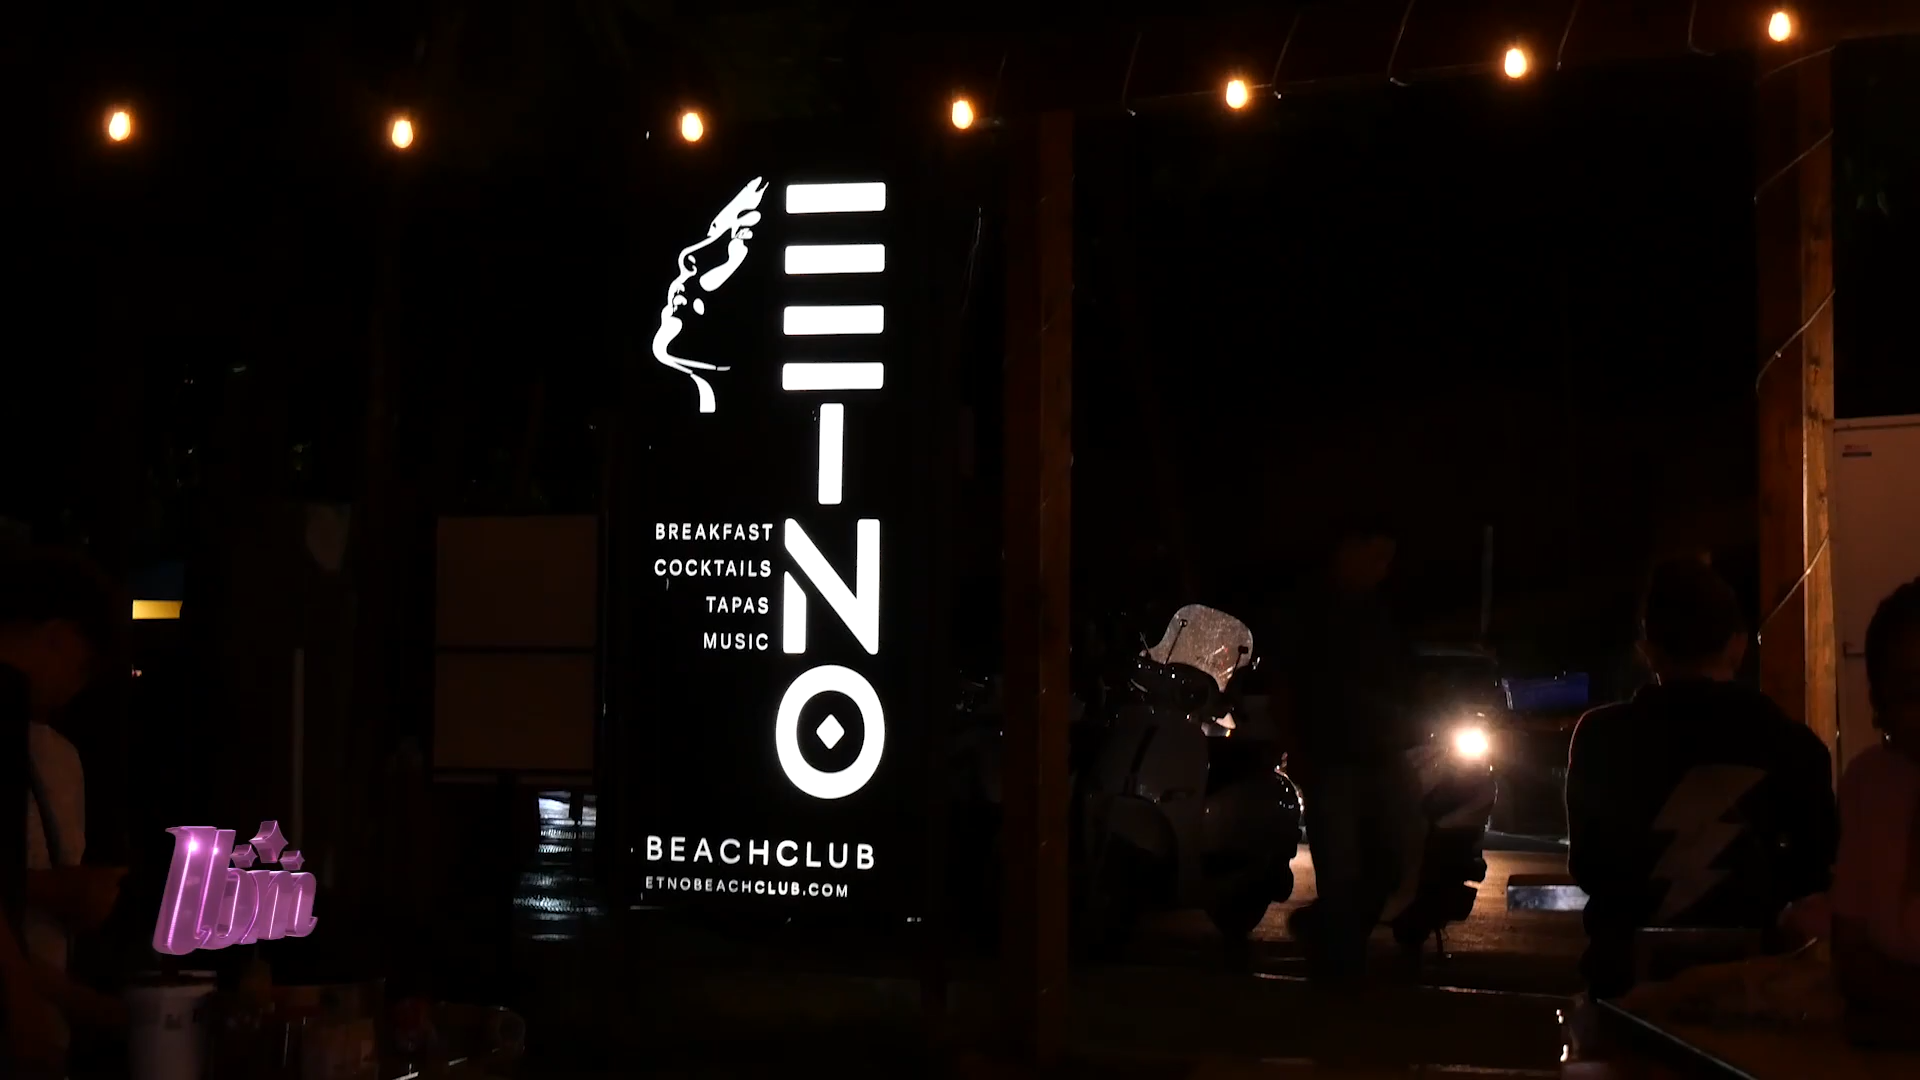 ETNO
BREAKFAST
COCKTAILS
TAPAS
MUSIC
BEACHCLUB
ETNOBEACHCLUB.COM